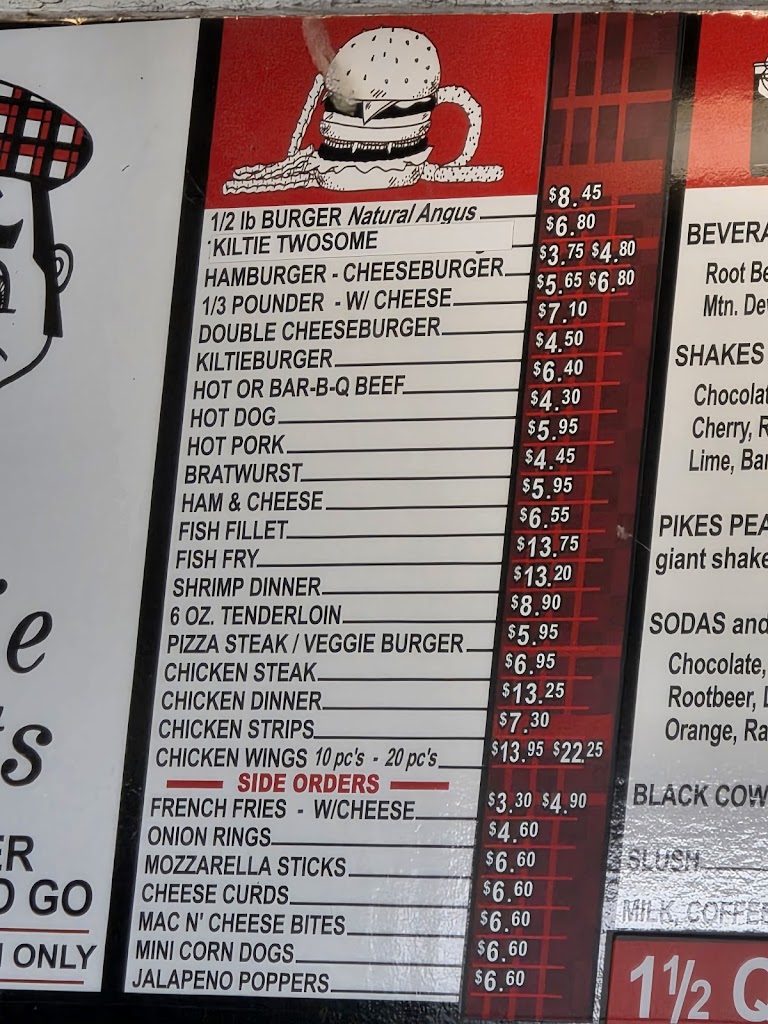 1/2 lb BURGER Natural Angus $8.45
KILTIE TWOSOME $6.80
HAMBURGER - CHEESEBURGER $3.75 $4.80
1/3 POUNDER - W/ CHEESE $5.65 $6.80
DOUBLE CHEESEBURGER $7.10
KILTIEBURGER $4.50
HOT OR BAR-B-Q BEEF $6.40
HOT DOG $4.30
HOT PORK $5.95
BRATWURST $4.45
HAM & CHEESE $5.95
FISH FILLET $6.55
FISH FRY $13.75
SHRIMP DINNER $13.20
6 OZ. TENDERLOIN $8.90
PIZZA STEAK / VEGGIE BURGER $5.95
CHICKEN STEAK $6.95
CHICKEN DINNER $13.25
CHICKEN STRIPS $7.30
CHICKEN WINGS 10 pc's - 20 pc's $13.95 $22.25
SIDE ORDERS
FRENCH FRIES - W/CHEESE $3.30 $4.90
ONION RINGS $4.60
MOZZARELLA STICKS $6.60
CHEESE CURDS $6.60
MAC N' CHEESE BITES $6.60
MINI CORN DOGS $6.60
JALAPENO POPPERS $6.60
e
s
ER
O GO
ONLY
BEVERA
Root Be
Mtn. De
SHAKES
Chocola
Cherry, R
Lime, Ba
PIKES PEA
giant shake
SODAS and
Chocolate,
Rootbeer,
Orange, Ra
BLACK COW
SLUSH
MILK, COFFEE
1½ Q